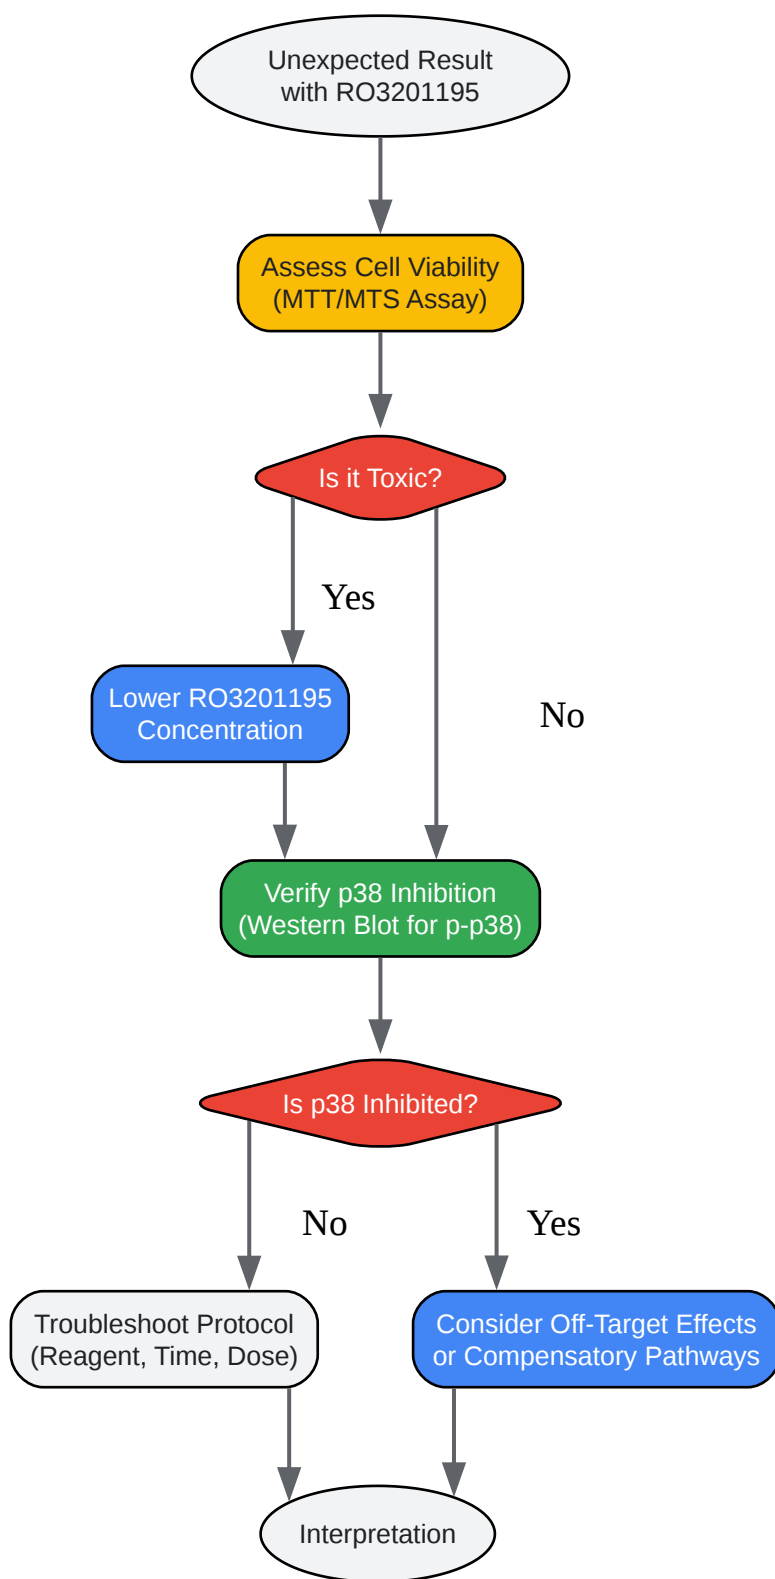 Unexpected Result
with RO3201195
Assess Cell Viability
(MTT/MTS Assay)
Is it Toxic?
Yes
Lower RO3201195
Concentration
No
Verify p38 Inhibition
(Western Blot for p-p38)
Is p38 Inhibited?
No
Yes
Troubleshoot Protocol
(Reagent, Time, Dose)
Consider Off-Target Effects
or Compensatory Pathways
Interpretation